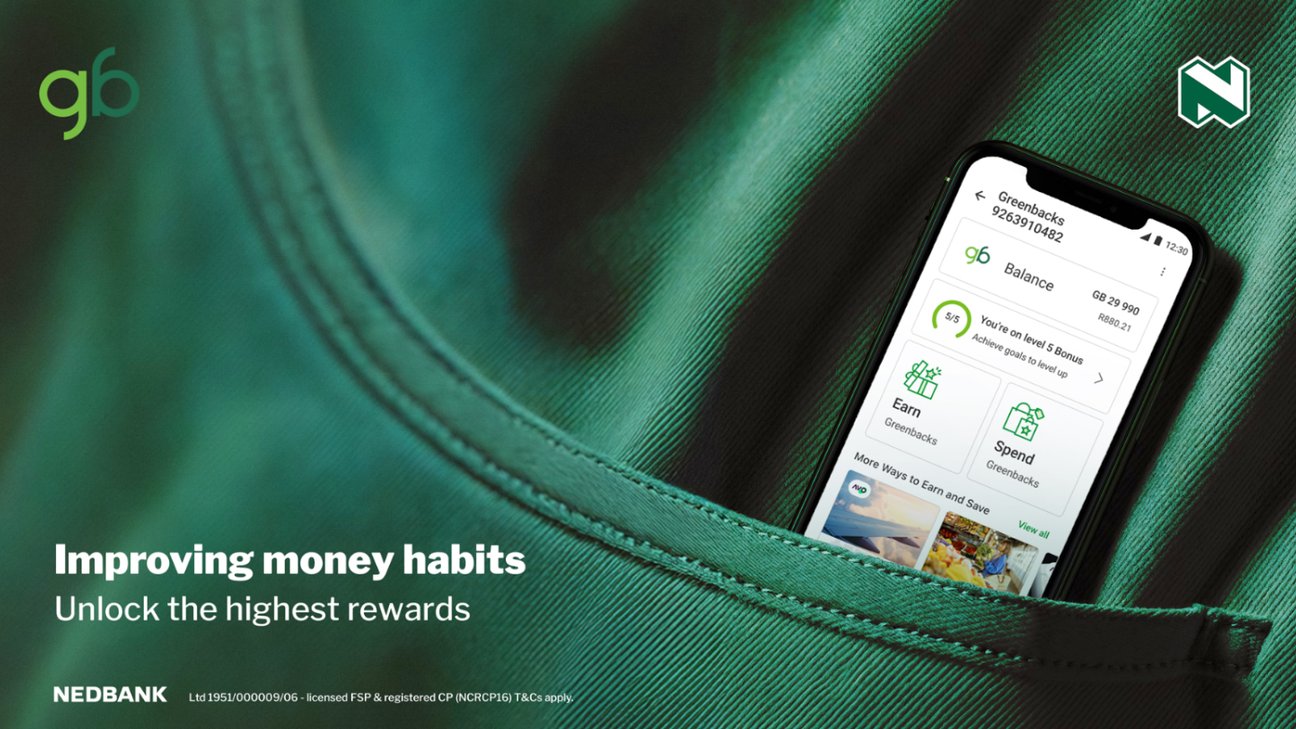 gb
N
Greenbacks
9263910482
12:30
gb
Balance
GB 29 990
R880.21
5/5
You're on level 5 Bonus
Achieve goals to level up
Earn
Greenbacks
Spend
Greenbacks
More Ways to Earn and Save
View all
Improving money habits
Unlock the highest rewards
NEDBANK Ltd 1951/000009/06 - licensed FSP & registered CP (NCRCP16) T&Cs apply.